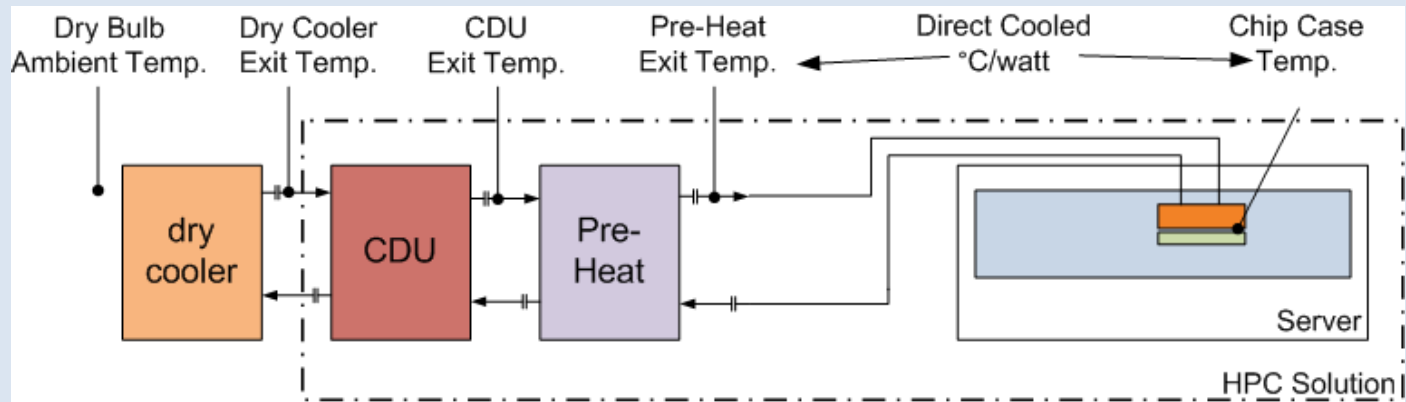 Dry Bulb
Ambient Temp.
Dry Cooler
Exit Temp.
CDU
Exit Temp.
Pre-Heat
Exit Temp.
Direct Cooled
°C/watt
Chip Case
Temp.
dry
cooler
CDU
Pre-
Heat
Server
HPC Solution